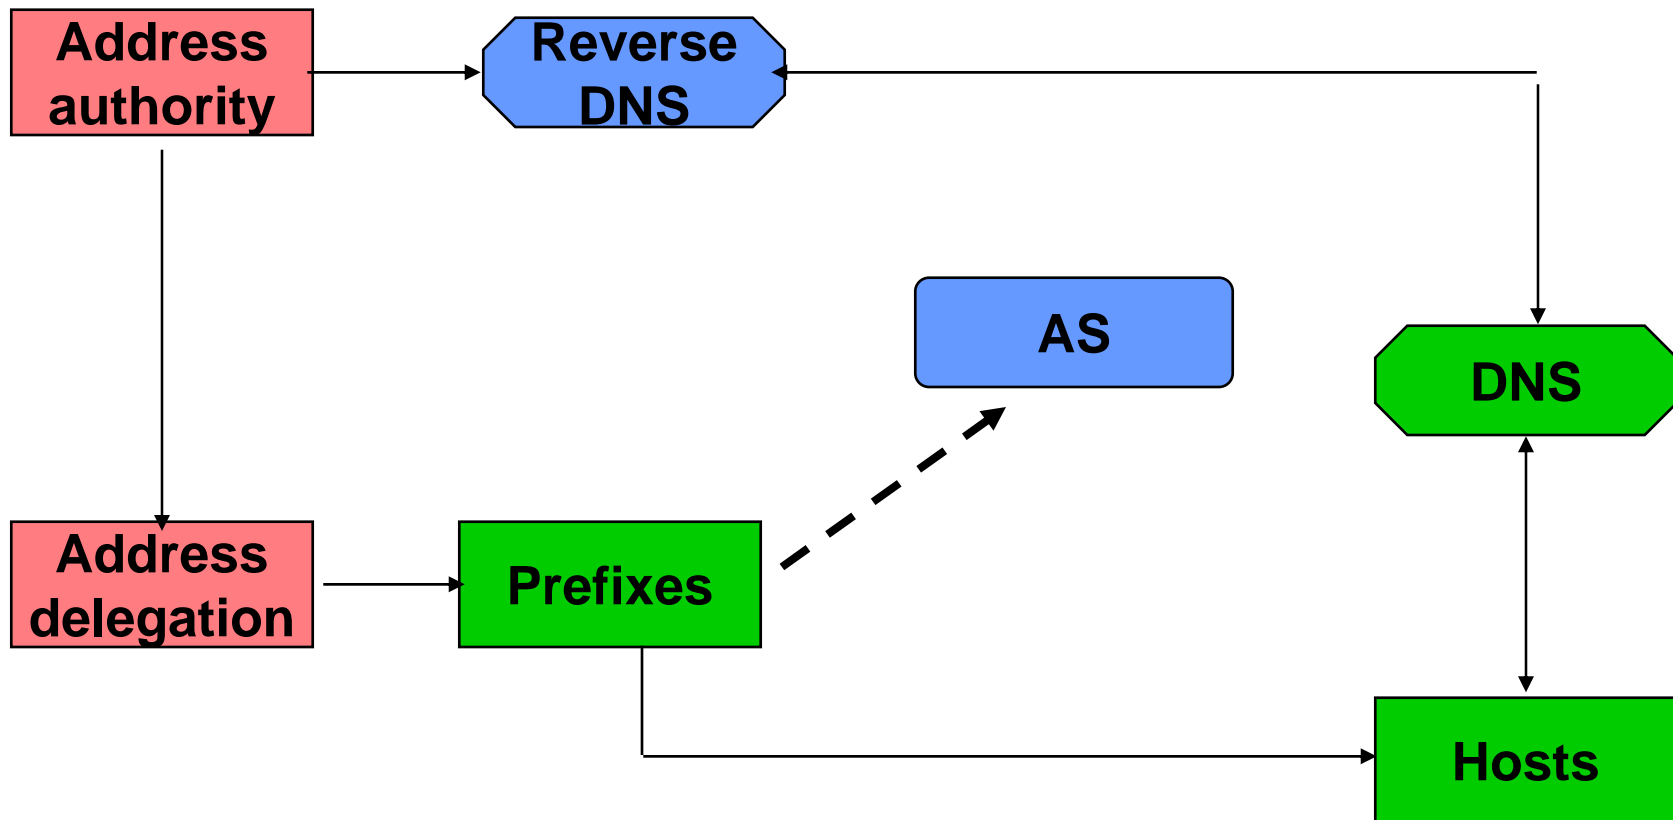 Address
authority
Reverse
DNS
AS
DNS
Address
delegation
Prefixes
Hosts